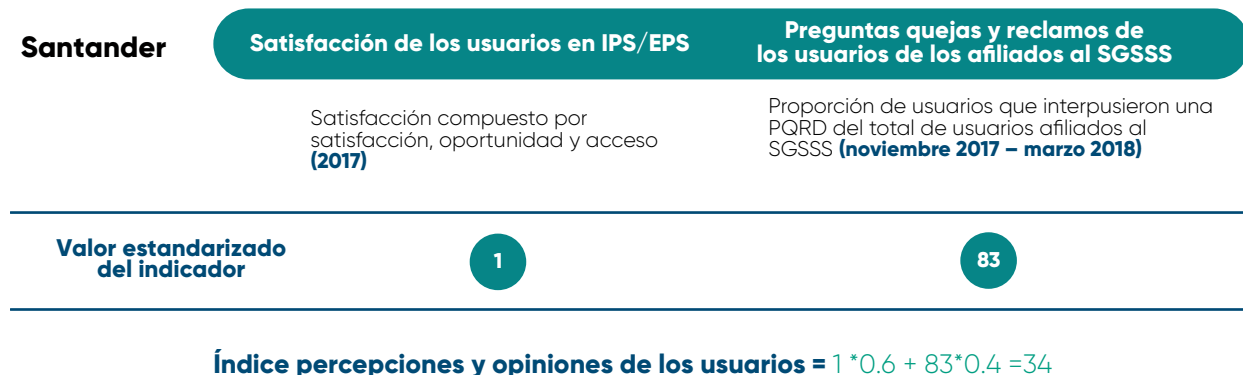 Santander
Satisfacción de los usuarios en IPS/EPS
Preguntas quejas y reclamos de
los usuarios de los afiliados al SGSSS
Satisfacción compuesto por
satisfacción, oportunidad y acceso
(2017)
Proporción de usuarios que interpusieron una
PQRD del total de usuarios afiliados al
SGSSS (noviembre 2017 – marzo 2018)
Valor estandarizado
del indicador
1
83
Índice percepciones y opiniones de los usuarios = 1 *0.6 + 83*0.4 =34